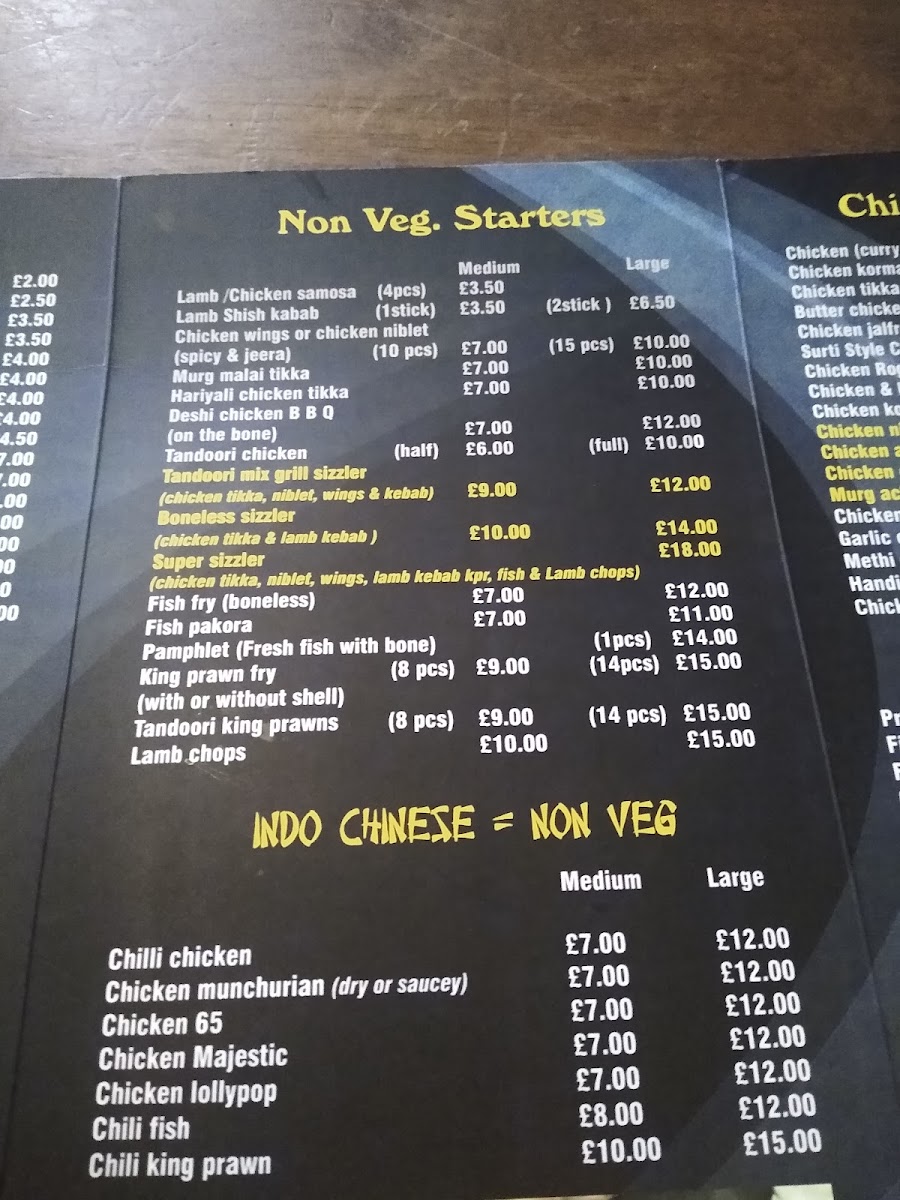 £2.00
£2.50
£3.50
£3.50
£4.00
£4.00
£4.00
Non Veg. Starters
Medium Large
Lamb /Chicken samosa (4pcs) £3.50
Lamb Shish kabab (1stick) £3.50 (2stick ) £6.50
Chicken wings or chicken niblet
(spicy & jeera) (10 pcs) £7.00 (15 pcs) £10.00
Murg malai tikka £7.00 £10.00
Hariyali chicken tikka £7.00 £10.00
Deshi chicken B B Q
(on the bone) £7.00 £12.00
Tandoori chicken (half) £6.00 (full) £10.00
Tandoori mix grill sizzler
(chicken tikka, niblet, wings & kebab) £9.00 £12.00
Boneless sizzler
(chicken tikka & lamb kebab ) £10.00 £14.00
Super sizzler £18.00
(chicken tikka, niblet, wings, lamb kebab kpr, fish & Lamb chops)
Fish fry (boneless) £7.00 £12.00
Fish pakora £7.00 £11.00
Pamphlet (Fresh fish with bone) (1pcs) £14.00
King prawn fry (8 pcs) £9.00 (14pcs) £15.00
(with or without shell)
Tandoori king prawns (8 pcs) £9.00 (14 pcs) £15.00
Lamb chops £10.00 £15.00
INDO CHINESE = NON VEG
Medium Large
Chilli chicken £7.00 £12.00
Chicken munchurian (dry or saucey) £7.00 £12.00
Chicken 65 £7.00 £12.00
Chicken Majestic £7.00 £12.00
Chicken lollypop £7.00 £12.00
Chili fish £8.00 £12.00
Chili king prawn £10.00 £15.00
Chi
Chicken (curry
Chicken korma
Chicken tikka
Butter chicke
Chicken jalfr
Surti Style C
Chicken Rog
Chicken &
Chicken ko
Chicken
Chicken a
Chicken
Murg ac
Chicken
Garlic
Methi
Handi
Chick